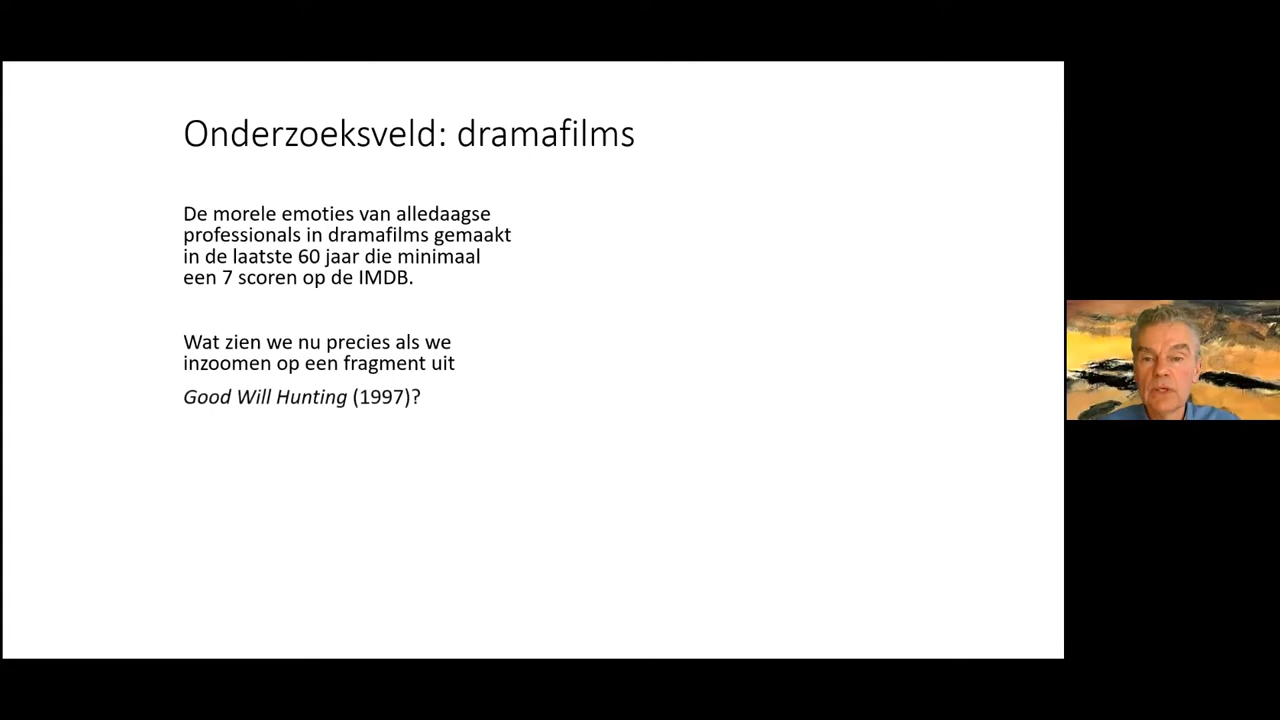 Onderzoeksveld: dramafilms
De morele emoties van alledaagse
professionals in dramafilms gemaakt
in de laatste 60 jaar die minimaal
een 7 scoren op de IMDB.
Wat zien we nu precies als we
inzoomen op een fragment uit
Good Will Hunting (1997)?